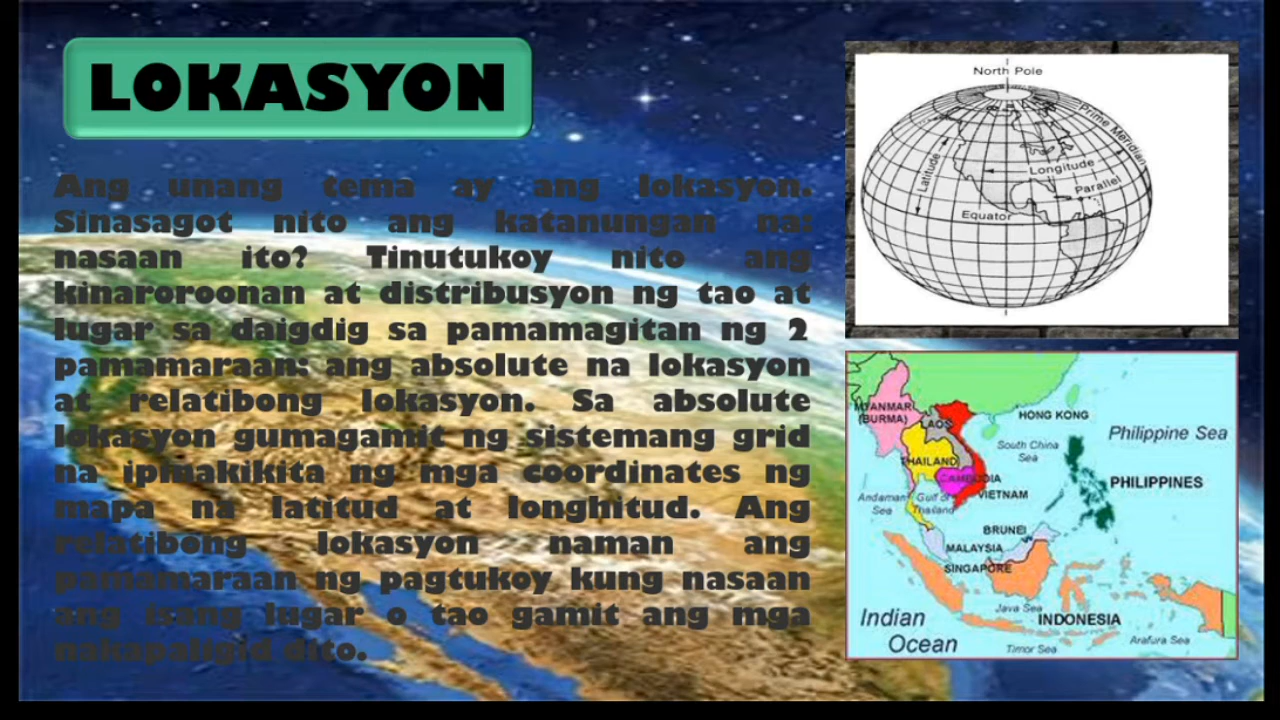 LOKASYON
Ang unang tema ay ang lokasyon.
Sinasagot nito ang katanungan na:
nasaan ito? Tinutukoy nito ang
kinaroroonan at distribusyon ng tao at
lugar sa daigdig sa pamamagitan ng 2
pamamaraan: ang absolute na lokasyon
at relatibong lokasyon. Sa absolute
lokasyon gumagamit ng sistemang grid
na ipinakikita ng mga coordinates ng
mapa na latitud at longhitud. Ang
relatibong lokasyon naman ang
pamamaraan ng pagtukoy kung nasaan
ang isang lugar o tao gamit ang mga
nakapaligid dito.
North Pole
Prime Meridian
Latitude
Longitude
Parallel
Equator
MYANMAR
(BURMA)
LAOS
HONG KONG
Philippine Sea
South China
Sea
THAILAND
CAMBODIA
PHILIPPINES
VIETNAM
Andaman
Sea
Gulf of
Thailand
BRUNEI
MALAYSIA
SINGAPORE
Java Sea
Indian
Ocean
INDONESIA
Arafura Sea
Timor Sea